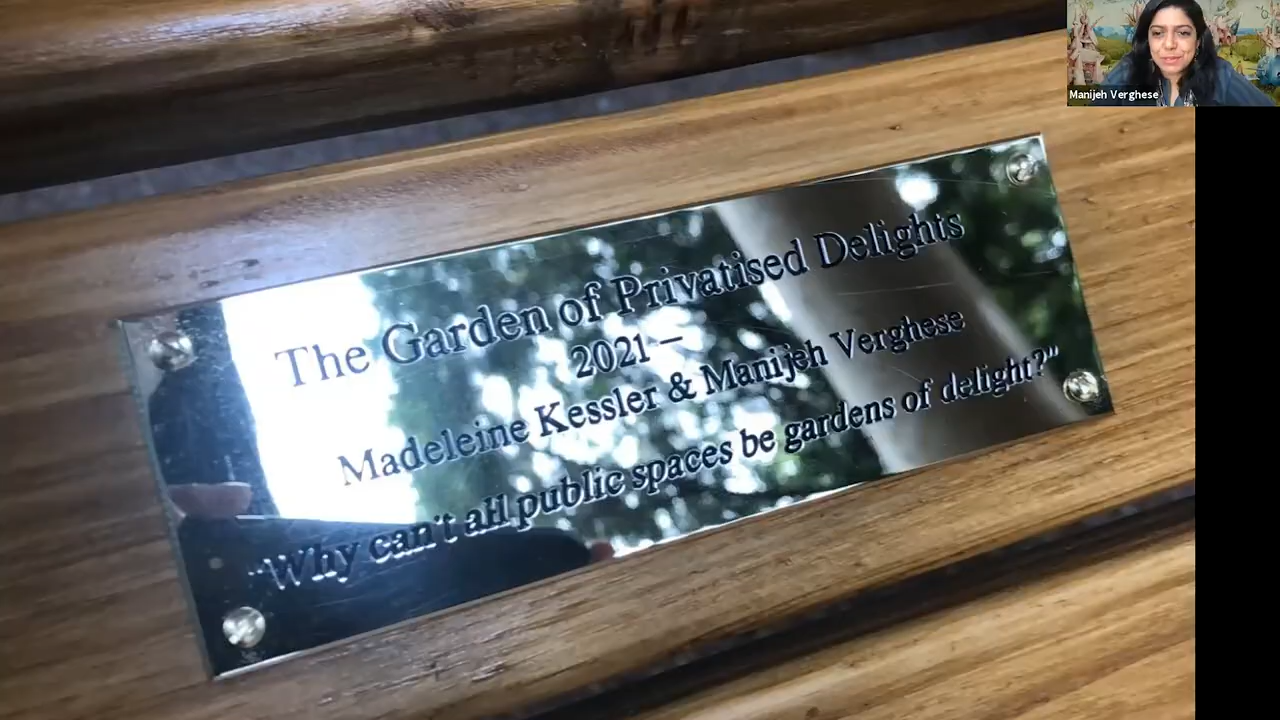 Manijeh Verghese
The Garden of Privatised Delights
2021 –
Madeleine Kessler & Manijeh Verghese
“Why can't all public spaces be gardens of delight?”